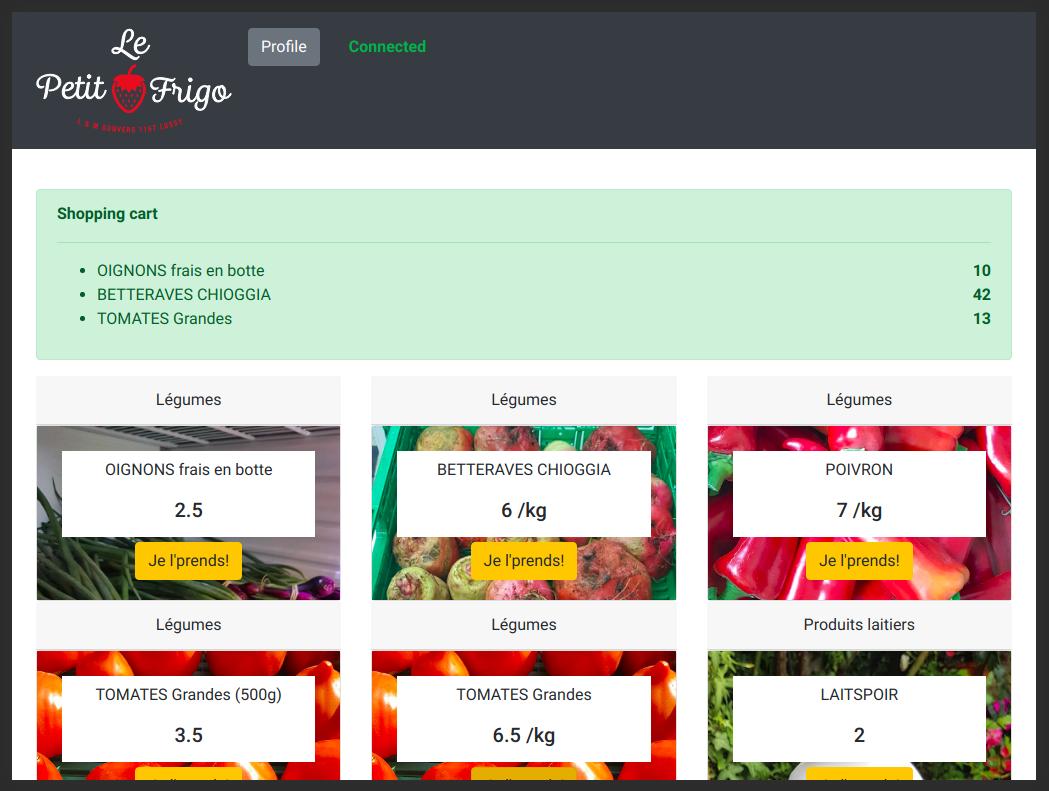 Le
Petit Frigo
Profile
Connected
Shopping cart
OIGNONS frais en botte 10
BETTERAVES CHIOGGIA 42
TOMATES Grandes 13
Légumes
Légumes
Légumes
OIGNONS frais en botte
2.5
Je l'prends!
BETTERAVES CHIOGGIA
6 /kg
Je l'prends!
POIVRON
7 /kg
Je l'prends!
Légumes
Légumes
Produits laitiers
TOMATES Grandes (500g)
3.5
TOMATES Grandes
6.5 /kg
LAITSPOIR
2